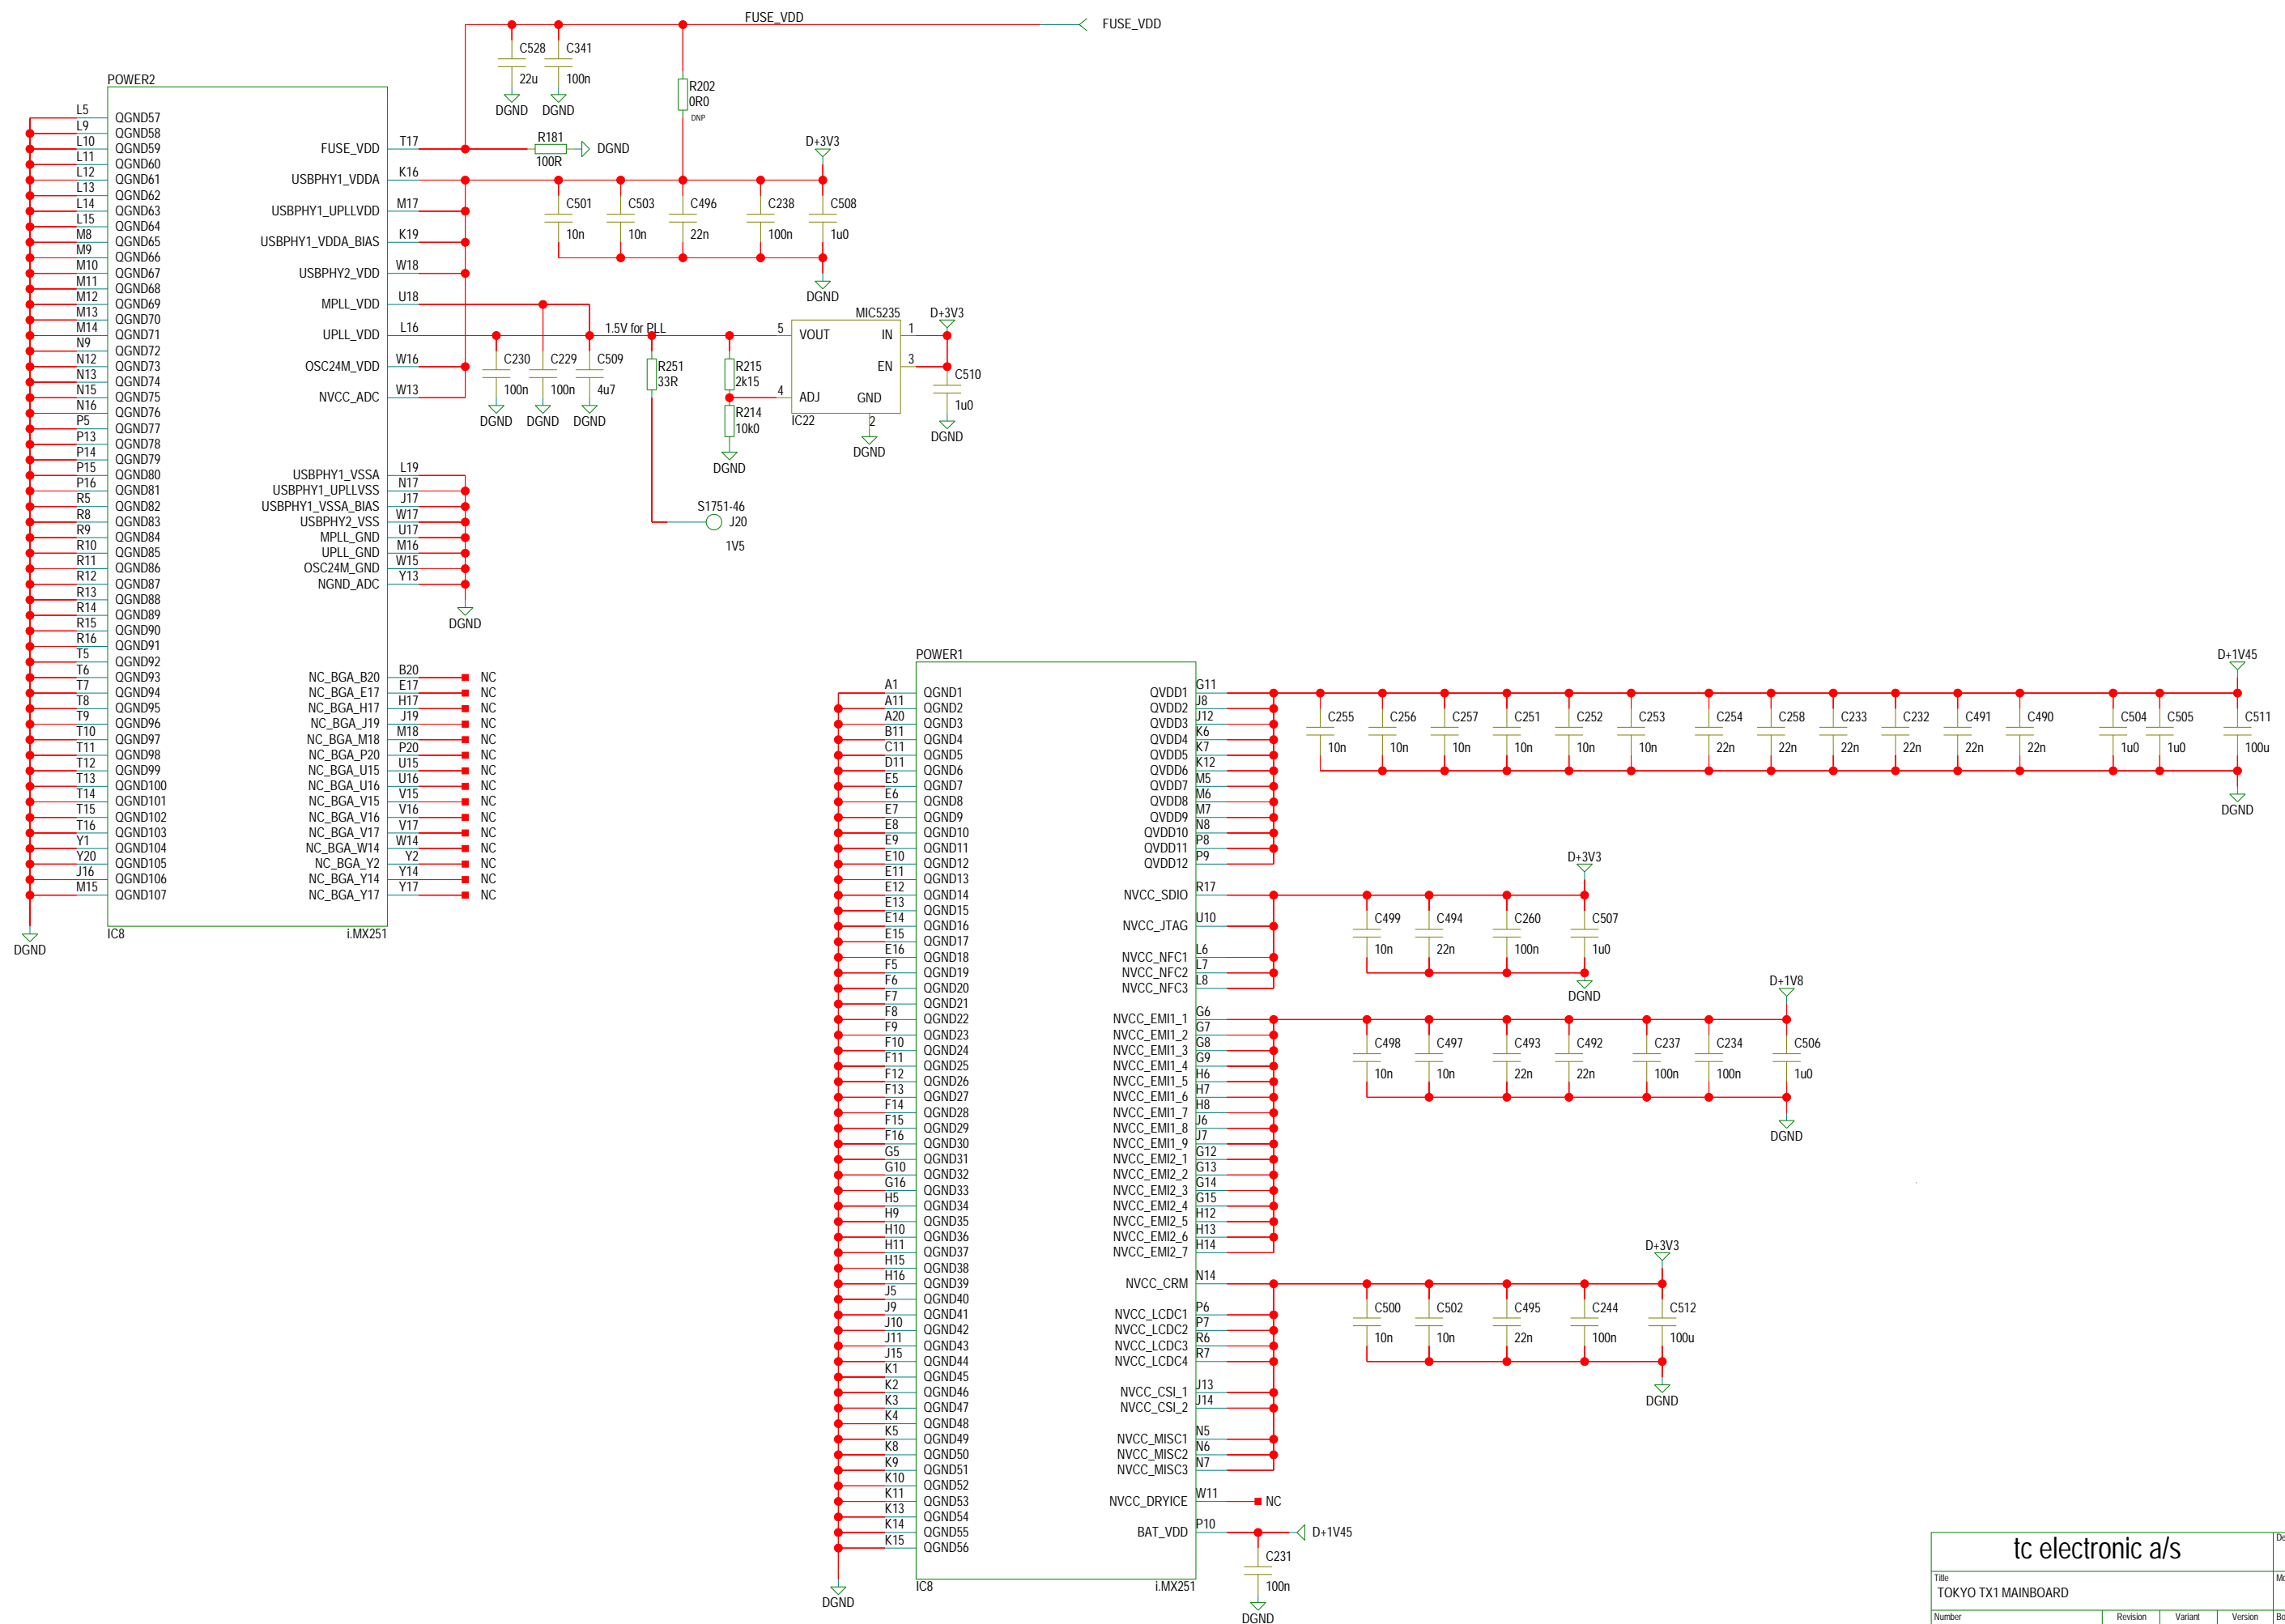 FUSE_VDD
FUSE_VDD
C528 C341
22u 100n
DGND DGND
R202
0R0
DNP
POWER2
L5 QGND57
L9 QGND58
L10 QGND59
L11 QGND60
L12 QGND61
L13 QGND62
L14 QGND63
L15 QGND64
M8 QGND65
M9 QGND66
M10 QGND67
M11 QGND68
M12 QGND69
M13 QGND70
M14 QGND71
N9 QGND72
N12 QGND73
N13 QGND74
N15 QGND75
N16 QGND76
P5 QGND77
P13 QGND78
P14 QGND79
P15 QGND80
P16 QGND81
R5 QGND82
R8 QGND83
R9 QGND84
R10 QGND85
R11 QGND86
R12 QGND87
R13 QGND88
R14 QGND89
R15 QGND90
R16 QGND91
T5 QGND92
T6 QGND93
T7 QGND94
T8 QGND95
T9 QGND96
T10 QGND97
T11 QGND98
T12 QGND99
T13 QGND100
T14 QGND101
T15 QGND102
T16 QGND103
Y1 QGND104
Y20 QGND105
J16 QGND106
M15 QGND107
DGND
FUSE_VDD T17
USBPHY1_VDDA K16
USBPHY1_UPLLVDD M17
USBPHY1_VDDA_BIAS K19
USBPHY2_VDD W18
MPLL_VDD U18
UPLL_VDD L16
OSC24M_VDD W16
NVCC_ADC W13
USBPHY1_VSSA L19
USBPHY1_UPLLVSS N17
USBPHY1_VSSA_BIAS J17
USBPHY2_VSS W17
MPLL_GND U17
UPLL_GND M16
OSC24M_GND W15
NGND_ADC Y13
DGND
NC_BGA_B20 B20 NC
NC_BGA_E17 E17 NC
NC_BGA_H17 H17 NC
NC_BGA_J19 J19 NC
NC_BGA_M18 M18 NC
NC_BGA_P20 P20 NC
NC_BGA_U15 U15 NC
NC_BGA_U16 U16 NC
NC_BGA_V15 V15 NC
NC_BGA_V16 V16 NC
NC_BGA_V17 V17 NC
NC_BGA_W14 W14 NC
NC_BGA_Y2 Y2 NC
NC_BGA_Y14 Y14 NC
NC_BGA_Y17 Y17 NC
IC8 i.MX251
R181
100R
DGND
D+3V3
C501 C503 C496 C238 C508
10n 10n 22n 100n 1u0
DGND
1.5V for PLL
C230 C229 C509
100n 100n 4u7
DGND DGND DGND
R251
33R
R215
2k15
R214
10k0
DGND
MIC5235
5 VOUT IN 1
EN 3
4 ADJ GND
IC22 2
DGND
D+3V3
C510
1u0
DGND
S1751-46
J20
1V5
POWER1
A1 QGND1
A11 QGND2
A20 QGND3
B11 QGND4
C11 QGND5
D11 QGND6
E5 QGND7
E6 QGND8
E7 QGND9
E8 QGND10
E9 QGND11
E10 QGND12
E11 QGND13
E12 QGND14
E13 QGND15
E14 QGND16
E15 QGND17
E16 QGND18
F5 QGND19
F6 QGND20
F7 QGND21
F8 QGND22
F9 QGND23
F10 QGND24
F11 QGND25
F12 QGND26
F13 QGND27
F14 QGND28
F15 QGND29
F16 QGND30
G5 QGND31
G10 QGND32
G16 QGND33
H5 QGND34
H9 QGND35
H10 QGND36
H11 QGND37
H15 QGND38
H16 QGND39
J5 QGND40
J9 QGND41
J10 QGND42
J11 QGND43
J15 QGND44
K1 QGND45
K2 QGND46
K3 QGND47
K4 QGND48
K5 QGND49
K8 QGND50
K9 QGND51
K10 QGND52
K11 QGND53
K13 QGND54
K14 QGND55
K15 QGND56
DGND
QVDD1 G11
QVDD2 J8
QVDD3 J12
QVDD4 K6
QVDD5 K7
QVDD6 K12
QVDD7 M5
QVDD8 M6
QVDD9 M7
QVDD10 N8
QVDD11 P8
QVDD12 P9
NVCC_SDIO R17
NVCC_JTAG U10
NVCC_NFC1 L6
NVCC_NFC2 L7
NVCC_NFC3 L8
NVCC_EMI1_1 G6
NVCC_EMI1_2 G7
NVCC_EMI1_3 G8
NVCC_EMI1_4 G9
NVCC_EMI1_5 H6
NVCC_EMI1_6 H7
NVCC_EMI1_7 H8
NVCC_EMI1_8 J6
NVCC_EMI1_9 J7
NVCC_EMI2_1 G12
NVCC_EMI2_2 G13
NVCC_EMI2_3 G14
NVCC_EMI2_4 G15
NVCC_EMI2_5 H12
NVCC_EMI2_6 H13
NVCC_EMI2_7 H14
NVCC_CRM N14
NVCC_LCDC1 P6
NVCC_LCDC2 P7
NVCC_LCDC3 R6
NVCC_LCDC4 R7
NVCC_CSI_1 J13
NVCC_CSI_2 J14
NVCC_MISC1 N5
NVCC_MISC2 N6
NVCC_MISC3 N7
NVCC_DRYICE W11 NC
BAT_VDD P10 D+1V45
IC8 i.MX251
C231
100n
DGND
D+1V45
C255 C256 C257 C251 C252 C253 C254 C258 C233 C232 C491 C490 C504 C505 C511
10n 10n 10n 10n 10n 10n 22n 22n 22n 22n 22n 22n 1u0 1u0 100u
DGND
D+3V3
C499 C494 C260 C507
10n 22n 100n 1u0
DGND
D+1V8
C498 C497 C493 C492 C237 C234 C506
10n 10n 22n 22n 100n 100n 1u0
DGND
D+3V3
C500 C502 C495 C244 C512
10n 10n 22n 100n 100u
DGND
tc electronic a/s
Title
TOKYO TX1 MAINBOARD
Number Revision Variant Version